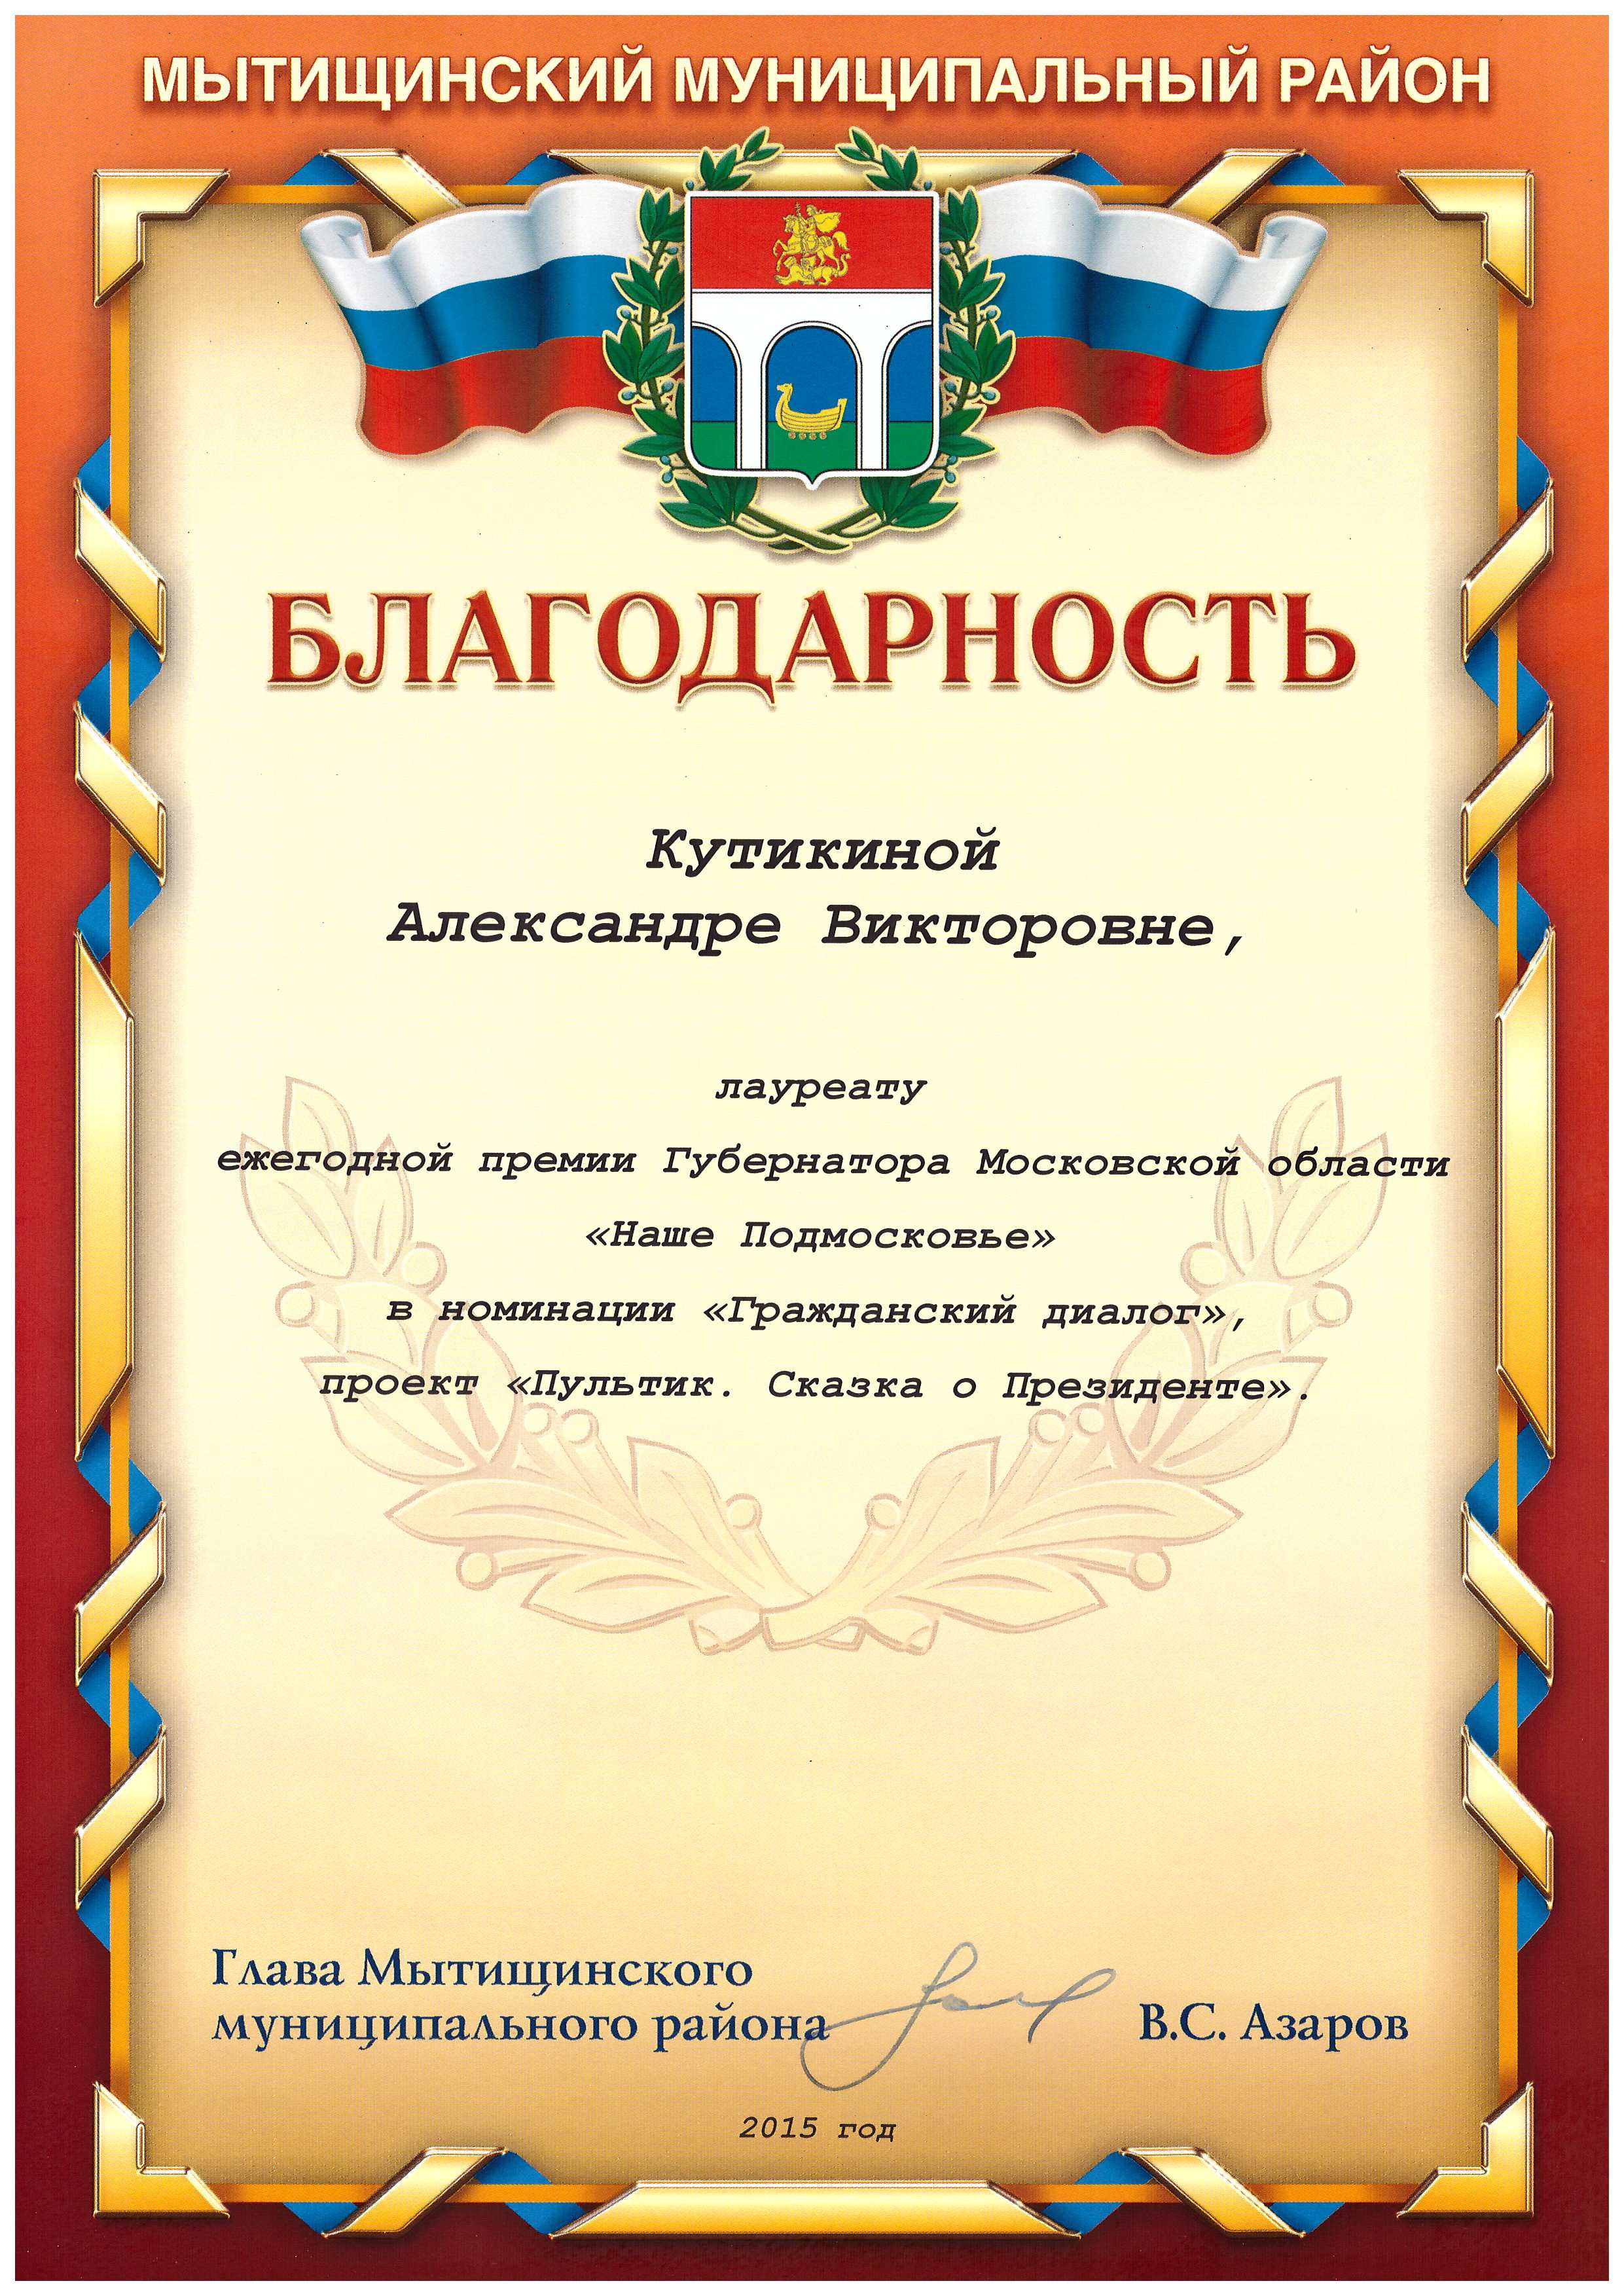 МЫТИЩИНСКИЙ МУНИЦИПАЛЬНЫЙ РАЙОН
БЛАГОДАРНОСТЬ
Кутикиной
Александре Викторовне,
лауреату
ежегодной премии Губернатора Московской области
«Наше Подмосковье»
в номинации «Гражданский диалог»,
проект «Пультик. Сказка о Президенте».
Глава Мытищинского
муниципального района
В.С. Азаров
2015 год